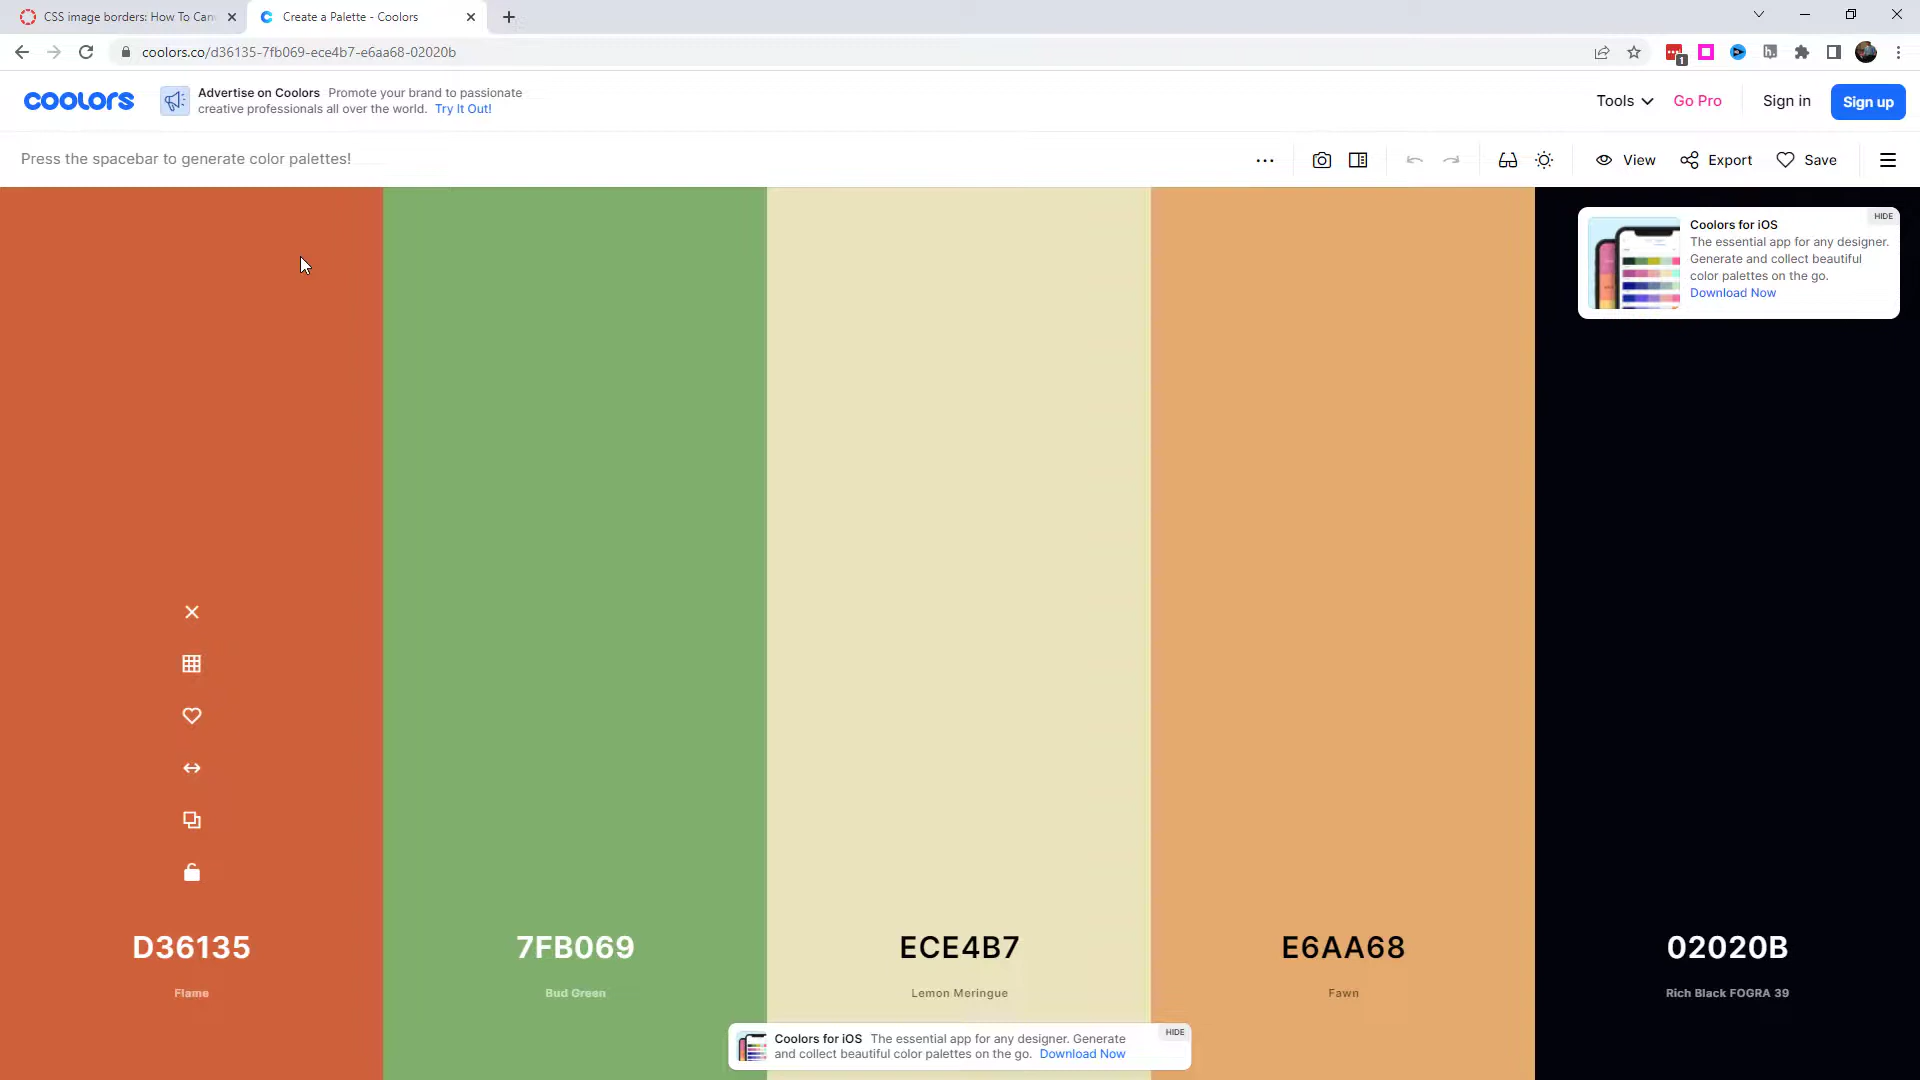 CSS image borders: How To Can
Create a Palette - Coolors
coolors.co/d36135-7fb069-ece4b7-e6aa68-02020b
1
coolors
Advertise on Coolors Promote your brand to passionate
creative professionals all over the world. Try It Out!
Tools
Go Pro
Sign in
Sign up
Press the spacebar to generate color palettes!
View
Export
Save
HIDE
Coolors for iOS
The essential app for any designer.
Generate and collect beautiful
color palettes on the go.
Download Now
D36135
7FB069
ECE4B7
E6AA68
02020B
Flame
Bud Green
Lemon Meringue
Fawn
Rich Black FOGRA 39
HIDE
Coolors for iOS The essential app for any designer. Generate
and collect beautiful color palettes on the go. Download Now